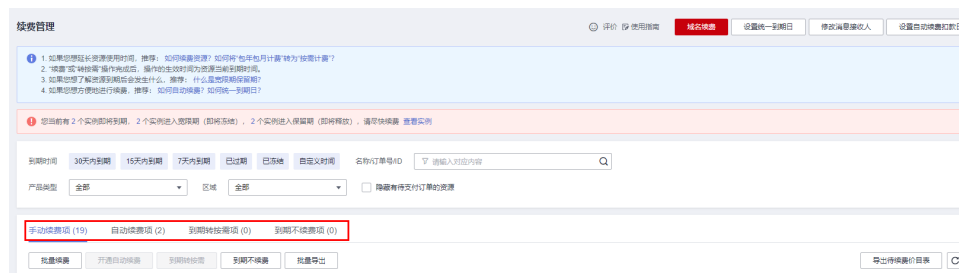 续费管理
评价 使用指南 域名续费 设置统一到期日 修改消息接收人 设置自动续费扣款日
1. 如果您想延长资源使用时间，推荐：如何续费资源？如何将"包年包月计费"转为"按需计费"？
2. "续费"或"转按需"操作完成后，操作的生效时间为资源当前到期时间。
3. 如果您想了解资源到期后会发生什么，推荐：什么是宽限期保留期？
4. 如果您想方便地进行续费，推荐：如何自动续费？如何统一到期日？
您当前有 2 个实例即将到期，2 个实例进入宽限期（即将冻结），2 个实例进入保留期（即将释放），请尽快续费 查看实例
到期时间 30天内到期 15天内到期 7天内到期 已过期 已冻结 自定义时间 名称/订单号/ID 请输入对应内容
产品类型 全部 区域 全部 隐藏有待支付订单的资源
手动续费项 (19) 自动续费项 (2) 到期转按需项 (0) 到期不续费项 (0)
批量续费 开通自动续费 到期转按需 到期不续费 批量导出 导出待续费价目表